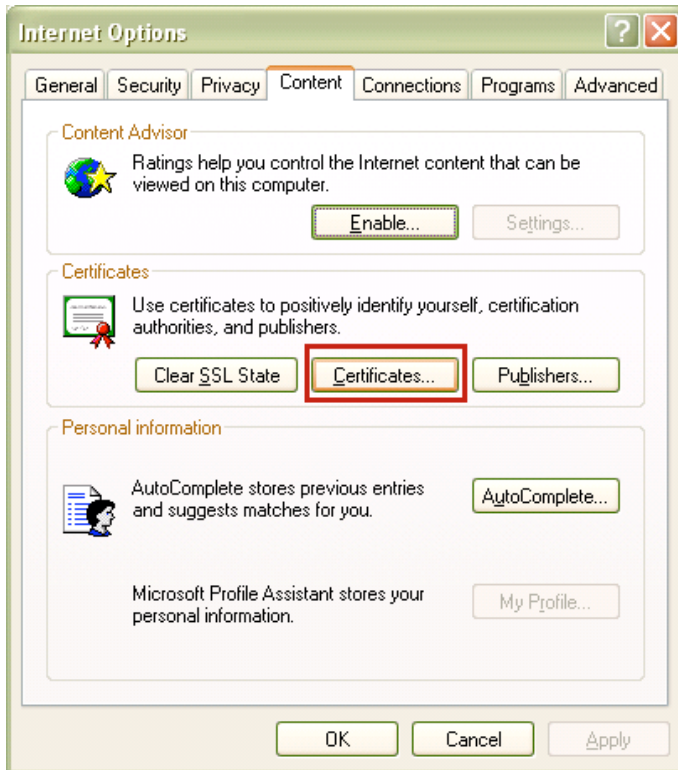 Internet Options
General Security Privacy Content Connections Programs Advanced
Content Advisor
Ratings help you control the Internet content that can be
viewed on this computer.
Enable... Settings...
Certificates
Use certificates to positively identify yourself, certification
authorities, and publishers.
Clear SSL State Certificates... Publishers...
Personal information
AutoComplete stores previous entries
and suggests matches for you.
AutoComplete...
Microsoft Profile Assistant stores your
personal information.
My Profile...
OK Cancel Apply